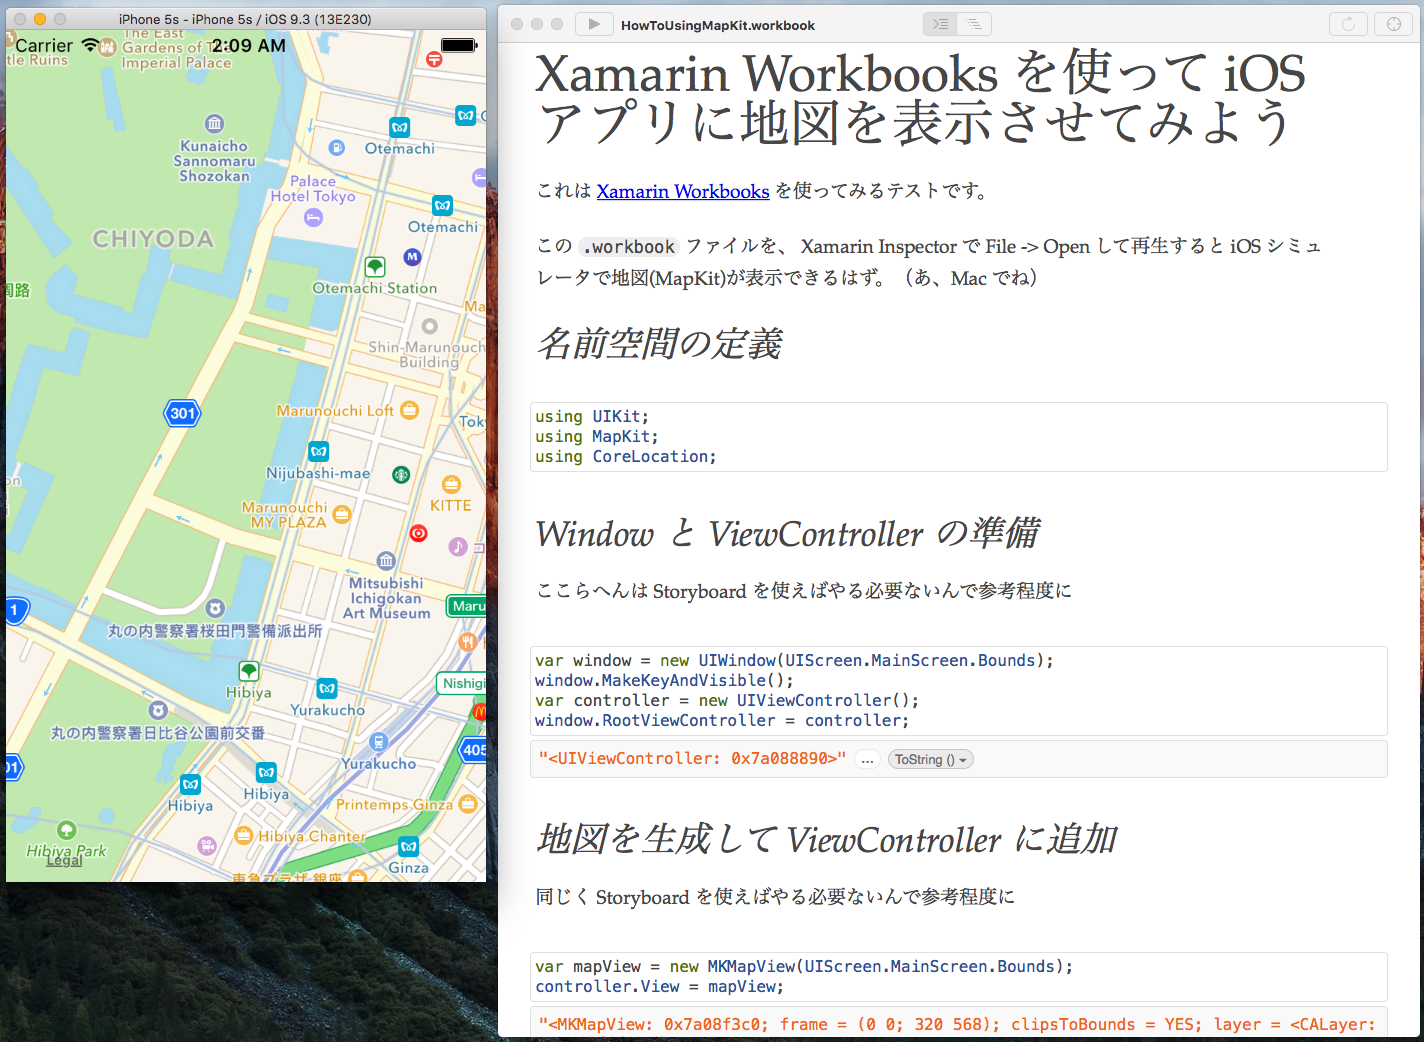 iPhone 5s - iPhone 5s / iOS 9.3 (13E230)
Carrier
2:09 AM
The East
Gardens of The
Imperial Palace
tle Ruins
Kunaicho
Sannomaru
Shozokan
Otemachi
Palace
Hotel Tokyo
Otemachi
CHIYODA
M
Otemachi Station
周路
Ma
Shin-Marunouch
Building
301
Marunouchi Loft
Tok
Nijubashi-mae
on
KITTE
Marunouchi
MY PLAZA
Mitsubishi
Ichigokan
Art Museum
Maru
1
丸の内警察署桜田門警備派出所
Hibiya
Nishigi
Yurakucho
丸の内警察署日比谷公園前交番
405
01
Yurakucho
Hibiya
Hibiya
Printemps Ginza
Hibiya Chanter
Hibiya Park
Legal
Ginza
東急プラザ 銀座
HowToUsingMapKit.workbook
Xamarin Workbooks を使って iOS
アプリに地図を表示させてみよう
これは Xamarin Workbooks を使ってみるテストです。
この .workbook ファイルを、 Xamarin Inspector で File -> Open して再生すると iOS シミュ
レータで地図(MapKit)が表示できるはず。（あ、Mac でね）
名前空間の定義
using UIKit;
using MapKit;
using CoreLocation;
Window と ViewController の準備
ここらへんは Storyboard を使えばやる必要ないんで参考程度に
var window = new UIWindow(UIScreen.MainScreen.Bounds);
window.MakeKeyAndVisible();
var controller = new UIViewController();
window.RootViewController = controller;
"<UIViewController: 0x7a088890>" ... ToString ()
地図を生成して ViewController に追加
同じく Storyboard を使えばやる必要ないんで参考程度に
var mapView = new MKMapView(UIScreen.MainScreen.Bounds);
controller.View = mapView;
"<MKMapView: 0x7a08f3c0; frame = (0 0; 320 568); clipsToBounds = YES; layer = <CALayer: